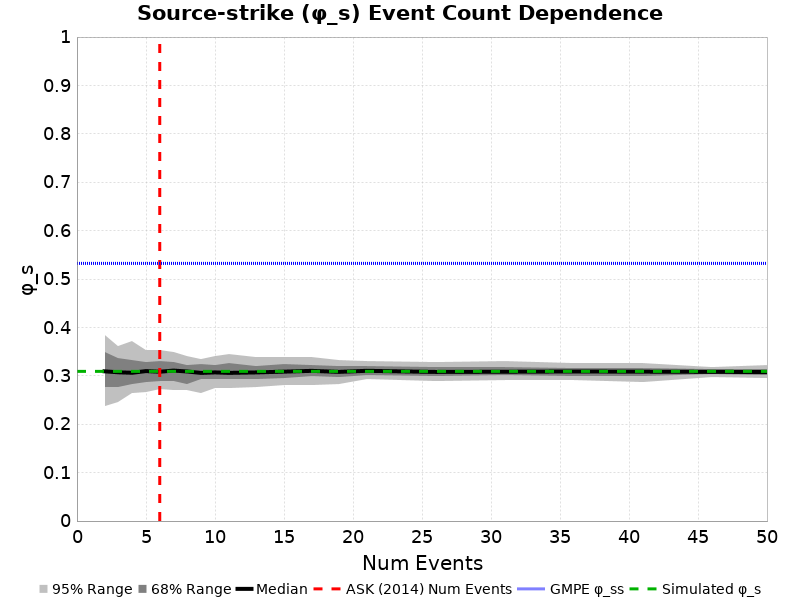 Source-strike (φ_s) Event Count Dependence
1
0.9
0.8
0.7
0.6
0.5
0.4
0.3
0.2
0.1
0
φ_s
0 5 10 15 20 25 30 35 40 45 50
Num Events
95% Range 68% Range Median ASK (2014) Num Events GMPE φ_ss Simulated φ_s